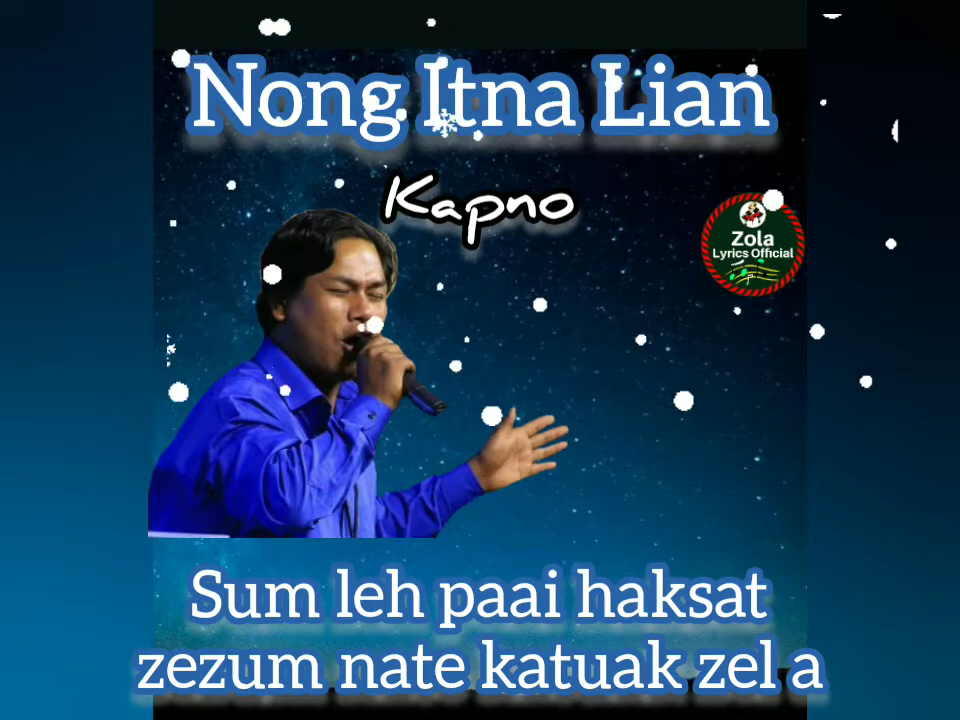 Nong Itna Lian
Kapno
Zola
Lyrics Official
Sum leh paai haksat
zezum nate katuak zel a